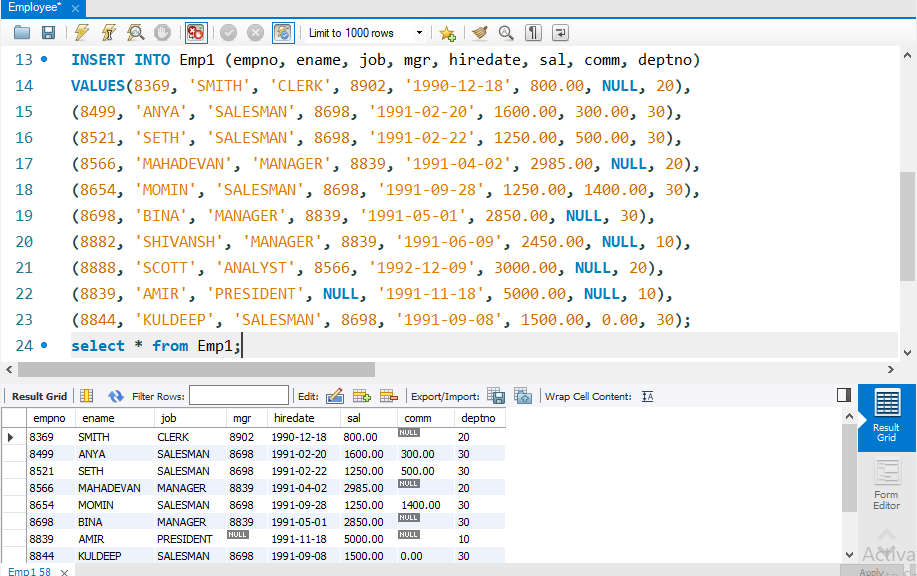 Employee*
Limit to 1000 rows
13 INSERT INTO Emp1 (empno, ename, job, mgr, hiredate, sal, comm, deptno)
14 VALUES(8369, 'SMITH', 'CLERK', 8902, '1990-12-18', 800.00, NULL, 20),
15 (8499, 'ANYA', 'SALESMAN', 8698, '1991-02-20', 1600.00, 300.00, 30),
16 (8521, 'SETH', 'SALESMAN', 8698, '1991-02-22', 1250.00, 500.00, 30),
17 (8566, 'MAHADEVAN', 'MANAGER', 8839, '1991-04-02', 2985.00, NULL, 20),
18 (8654, 'MOMIN', 'SALESMAN', 8698, '1991-09-28', 1250.00, 1400.00, 30),
19 (8698, 'BINA', 'MANAGER', 8839, '1991-05-01', 2850.00, NULL, 30),
20 (8882, 'SHIVANSH', 'MANAGER', 8839, '1991-06-09', 2450.00, NULL, 10),
21 (8888, 'SCOTT', 'ANALYST', 8566, '1992-12-09', 3000.00, NULL, 20),
22 (8839, 'AMIR', 'PRESIDENT', NULL, '1991-11-18', 5000.00, NULL, 10),
23 (8844, 'KULDEEP', 'SALESMAN', 8698, '1991-09-08', 1500.00, 0.00, 30);
24 select * from Emp1;
Result Grid Filter Rows: Edit: Export/Import: Wrap Cell Content:
empno ename job mgr hiredate sal comm deptno
8369 SMITH CLERK 8902 1990-12-18 800.00 NULL 20
8499 ANYA SALESMAN 8698 1991-02-20 1600.00 300.00 30
8521 SETH SALESMAN 8698 1991-02-22 1250.00 500.00 30
8566 MAHADEVAN MANAGER 8839 1991-04-02 2985.00 NULL 20
8654 MOMIN SALESMAN 8698 1991-09-28 1250.00 1400.00 30
8698 BINA MANAGER 8839 1991-05-01 2850.00 NULL 30
8839 AMIR PRESIDENT NULL 1991-11-18 5000.00 NULL 10
8844 KULDEEP SALESMAN 8698 1991-09-08 1500.00 0.00 30
Result
Grid
Form
Editor
Activa
Emp1 58
Apply